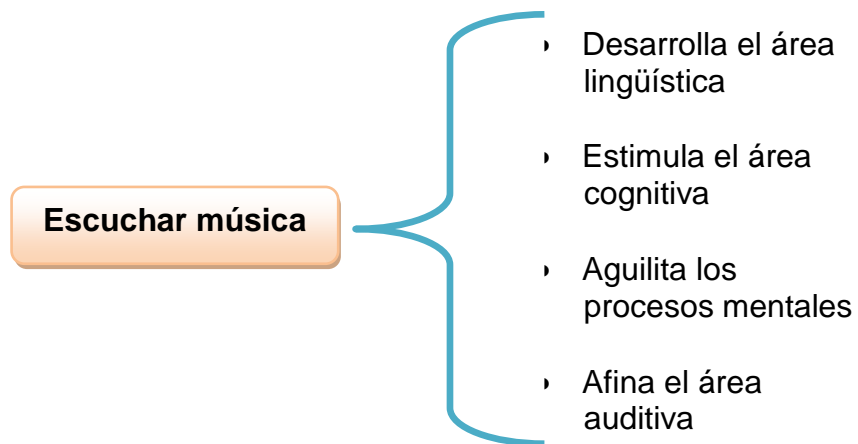 Escuchar música
Desarrolla el área
lingüística
Estimula el área
cognitiva
Aguilita los
procesos mentales
Afina el área
auditiva